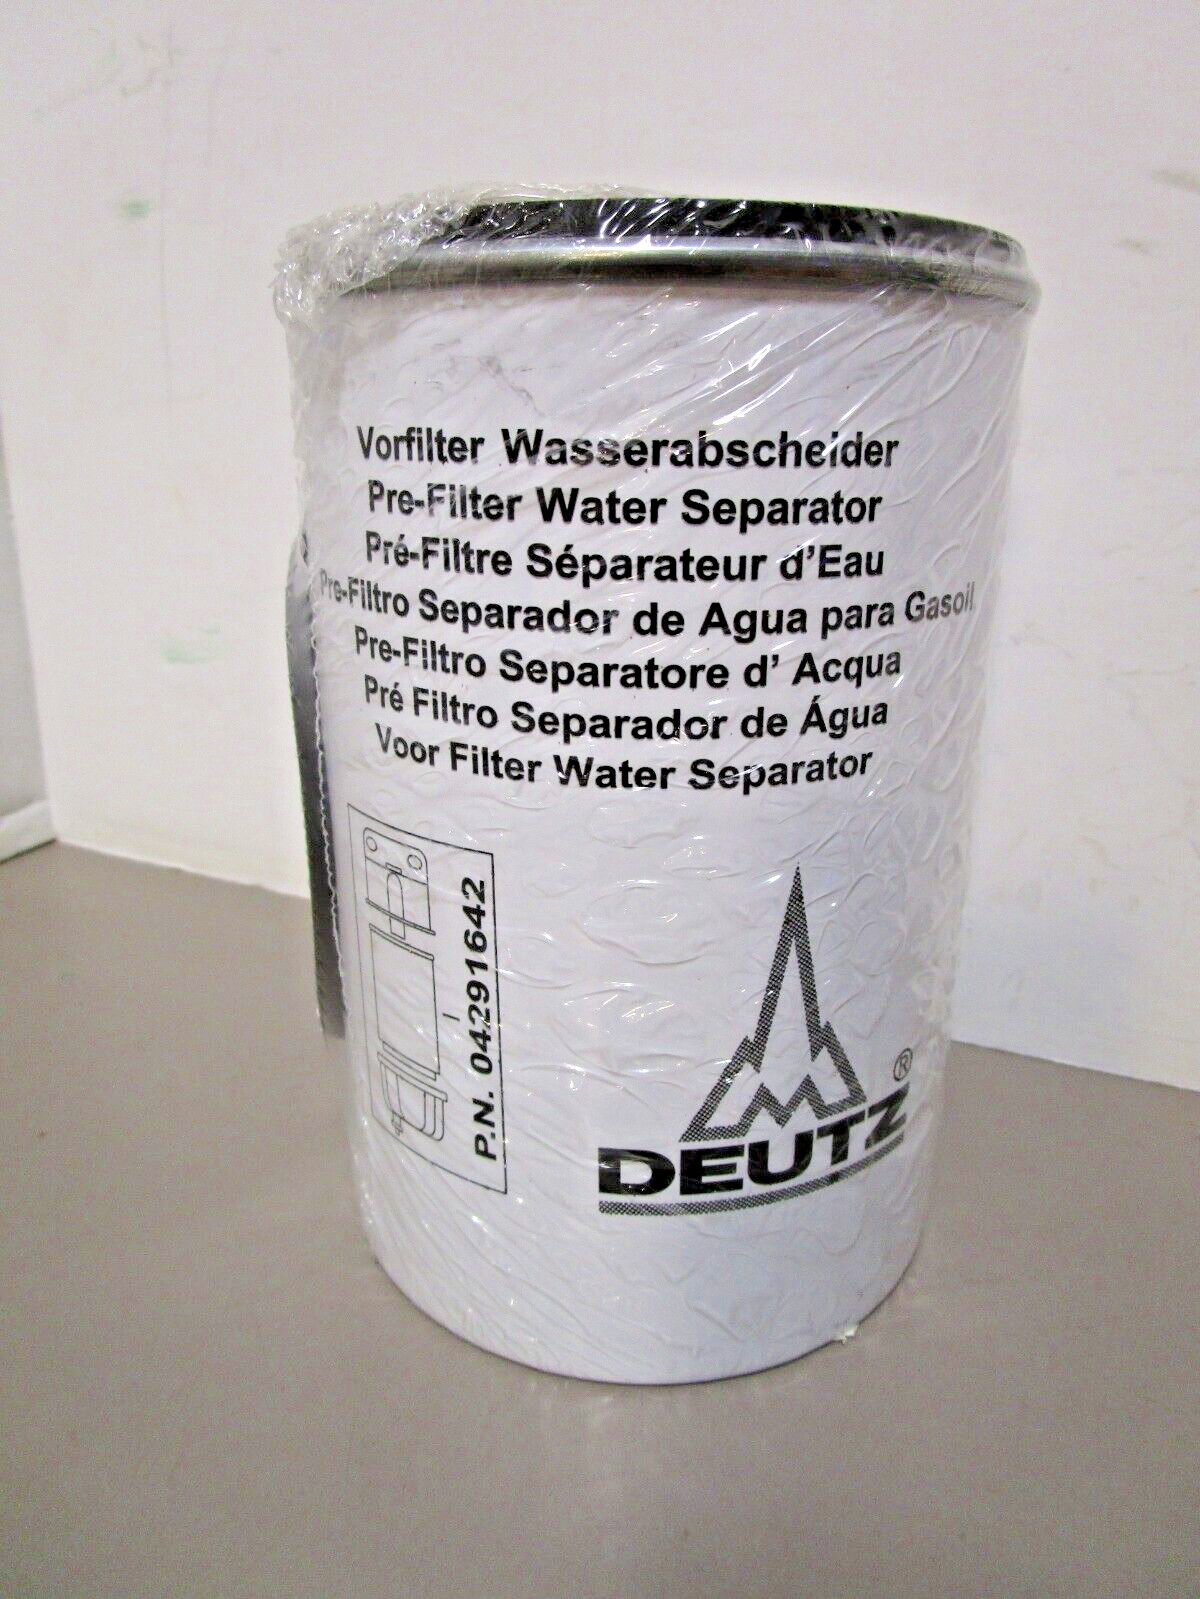 Vorfilter Wasserabscheider
Pre-Filter Water Separator
Pré-Filtre Séparateur d'Eau
Pre-Filtro Separador de Agua para Gasoil
Pre-Filtro Separatore d' Acqua
Pré Filtro Separador de Água
Voor Filter Water Separator
P.N. 04291642
DEUTZ®